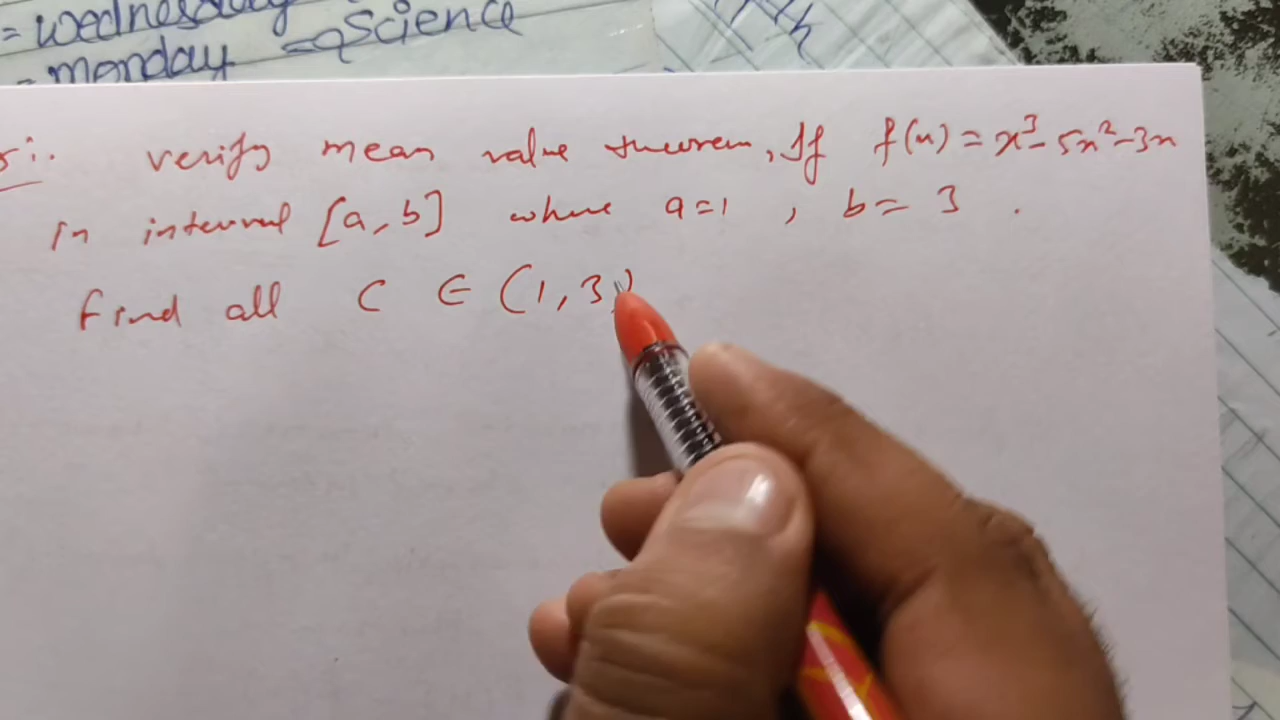 = wednesday
- monday => science
verify mean value theorem, If f(x) = x³- 5x²-3x
in interval [a, b] where a=1 , b= 3 .
find all C ∈ (1, 3)